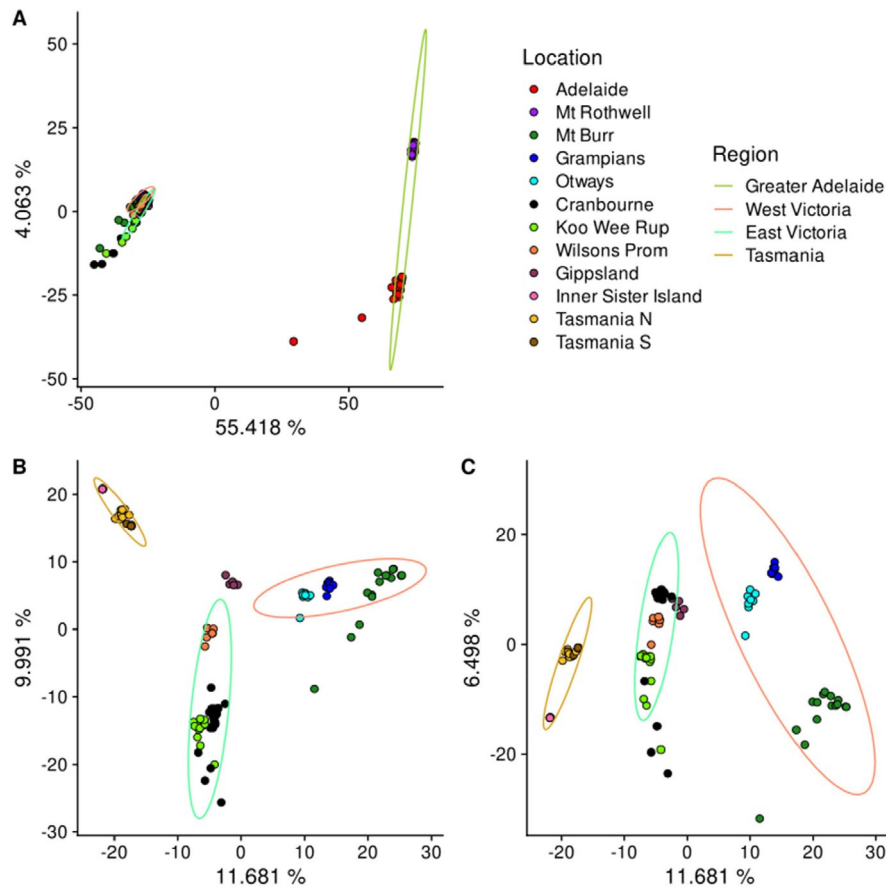 A
50
25
0
-25
-50
4.063 %
-50
0
50
55.418 %
Location
Adelaide
Mt Rothwell
Mt Burr
Grampians
Otways
Cranbourne
Koo Wee Rup
Wilsons Prom
Gippsland
Inner Sister Island
Tasmania N
Tasmania S
Region
Greater Adelaide
West Victoria
East Victoria
Tasmania
B
20
10
0
-10
-20
-30
9.991 %
-20
-10
0
10
20
30
11.681 %
C
20
0
-20
6.498 %
-20
-10
0
10
20
30
11.681 %